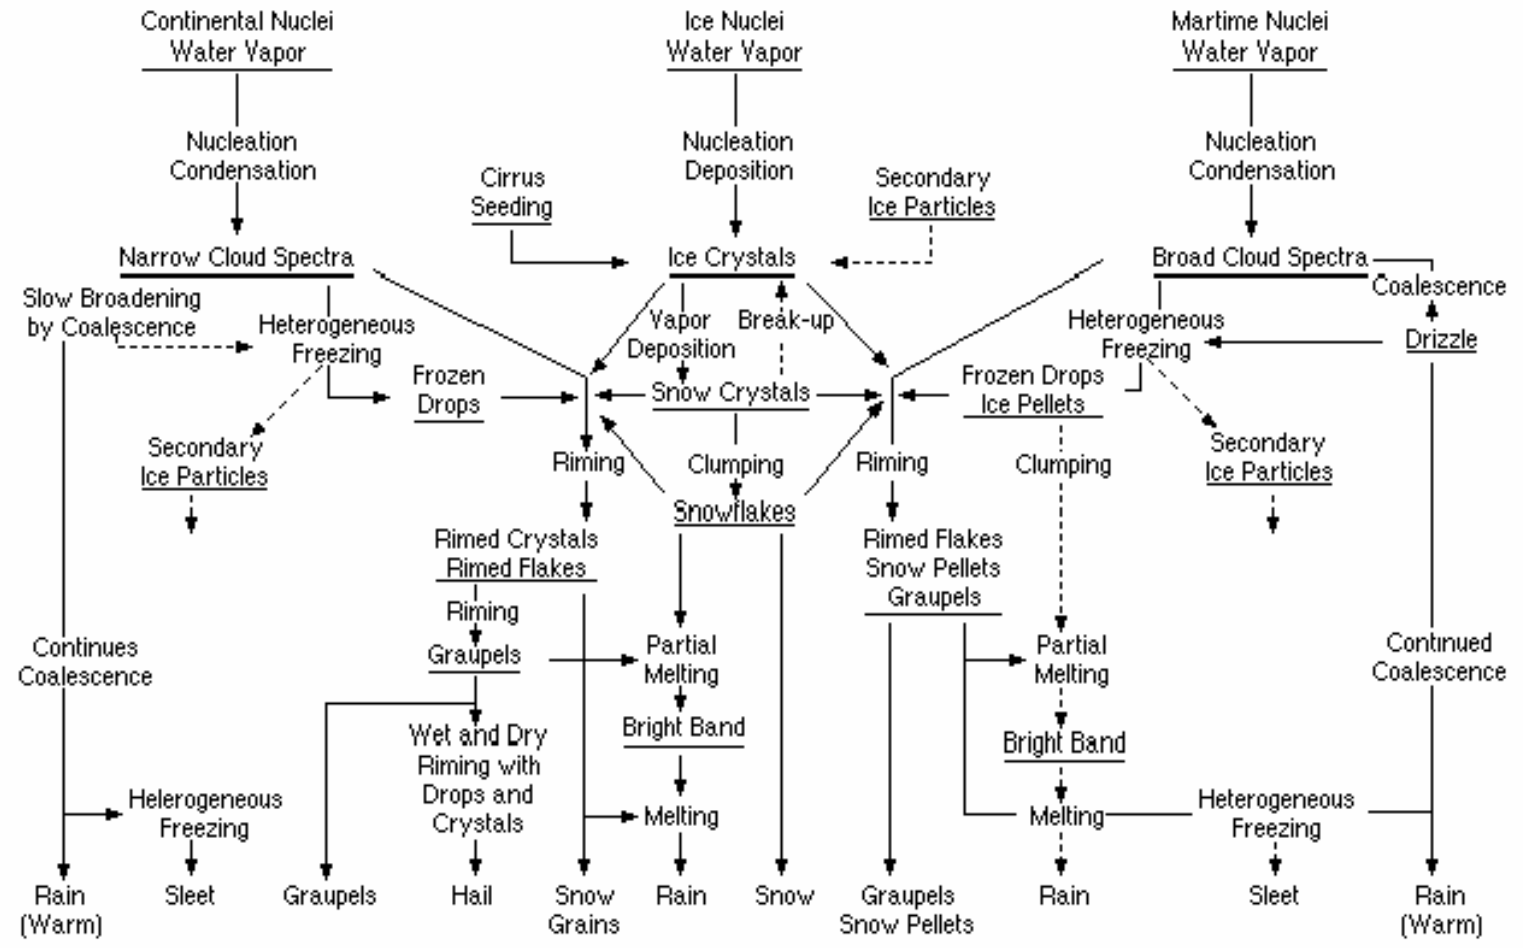 Continental Nuclei
Water Vapor
Ice Nuclei
Water Vapor
Martime Nuclei
Water Vapor
Nucleation
Condensation
Nucleation
Deposition
Nucleation
Condensation
Cirrus
Seeding
Secondary
Ice Particles
Narrow Cloud Spectra
Ice Crystals
Broad Cloud Spectra
Coalescence
Slow Broadening
by Coalescence
Heterogeneous
Freezing
Vapor
Deposition
Break-up
Heterogeneous
Freezing
Drizzle
Frozen
Drops
Snow Crystals
Frozen Drops
Ice Pellets
Secondary
Ice Particles
Riming
Clumping
Riming
Clumping
Secondary
Ice Particles
Snowflakes
Rimed Crystals
Rimed Flakes
Rimed Flakes
Snow Pellets
Graupels
Riming
Graupels
Continues
Coalescence
Partial
Melting
Partial
Melting
Continued
Coalescence
Wet and Dry
Riming with
Drops and
Crystals
Bright Band
Bright Band
Helerogeneous
Freezing
Melting
Melting
Heterogeneous
Freezing
Rain
(Warm)
Sleet
Graupels
Hail
Snow
Grains
Rain
Snow
Graupels
Snow Pellets
Rain
Sleet
Rain
(Warm)